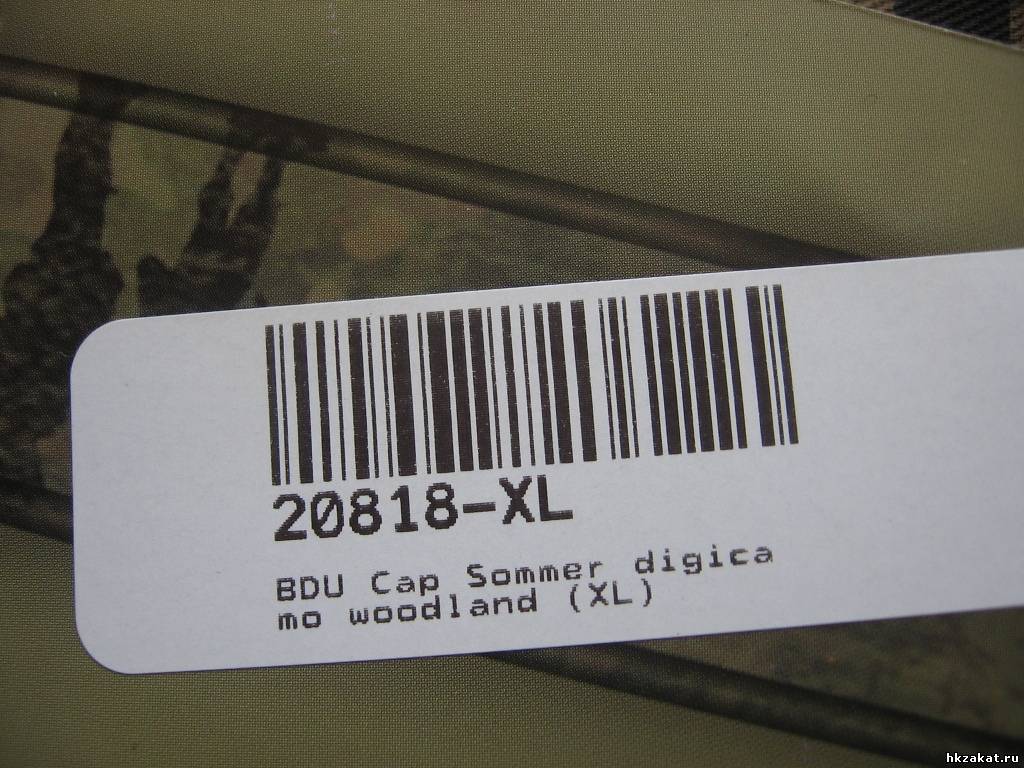 20818-XL
BDU Cap Sommer digica
mo woodland (XL)
hkzakat.ru